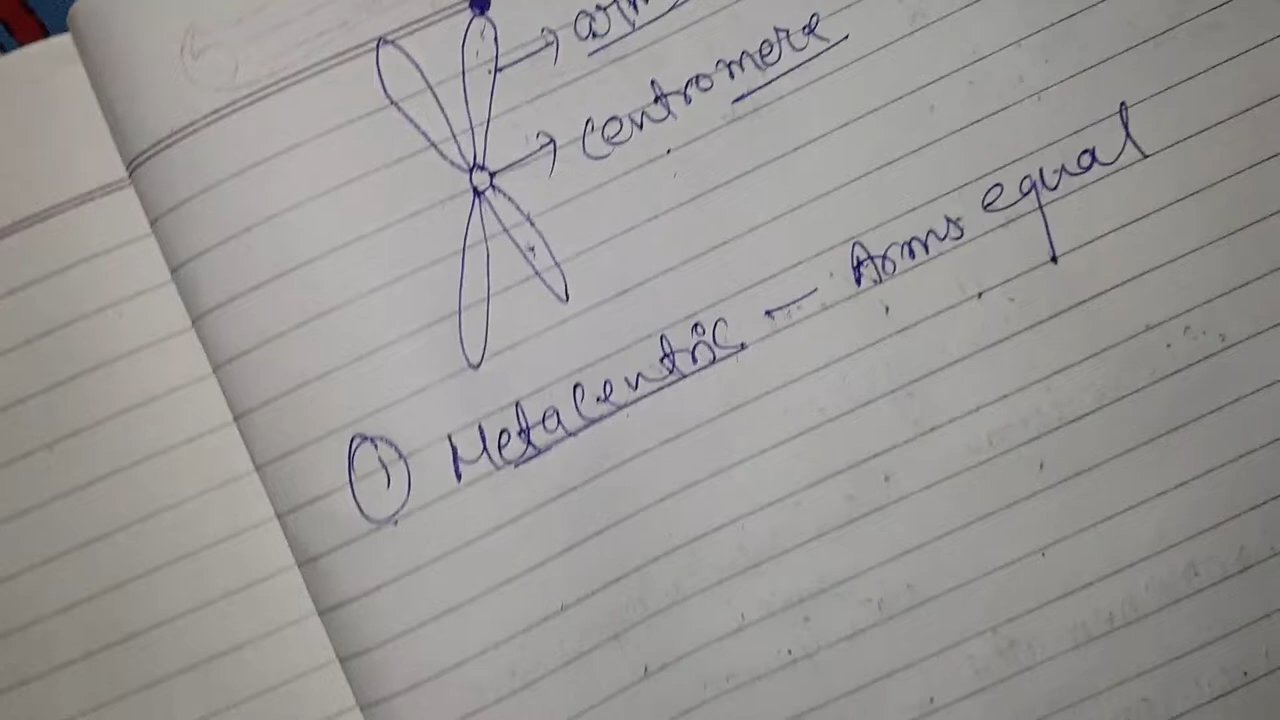 → centromere
① Metacentric - Arms equal